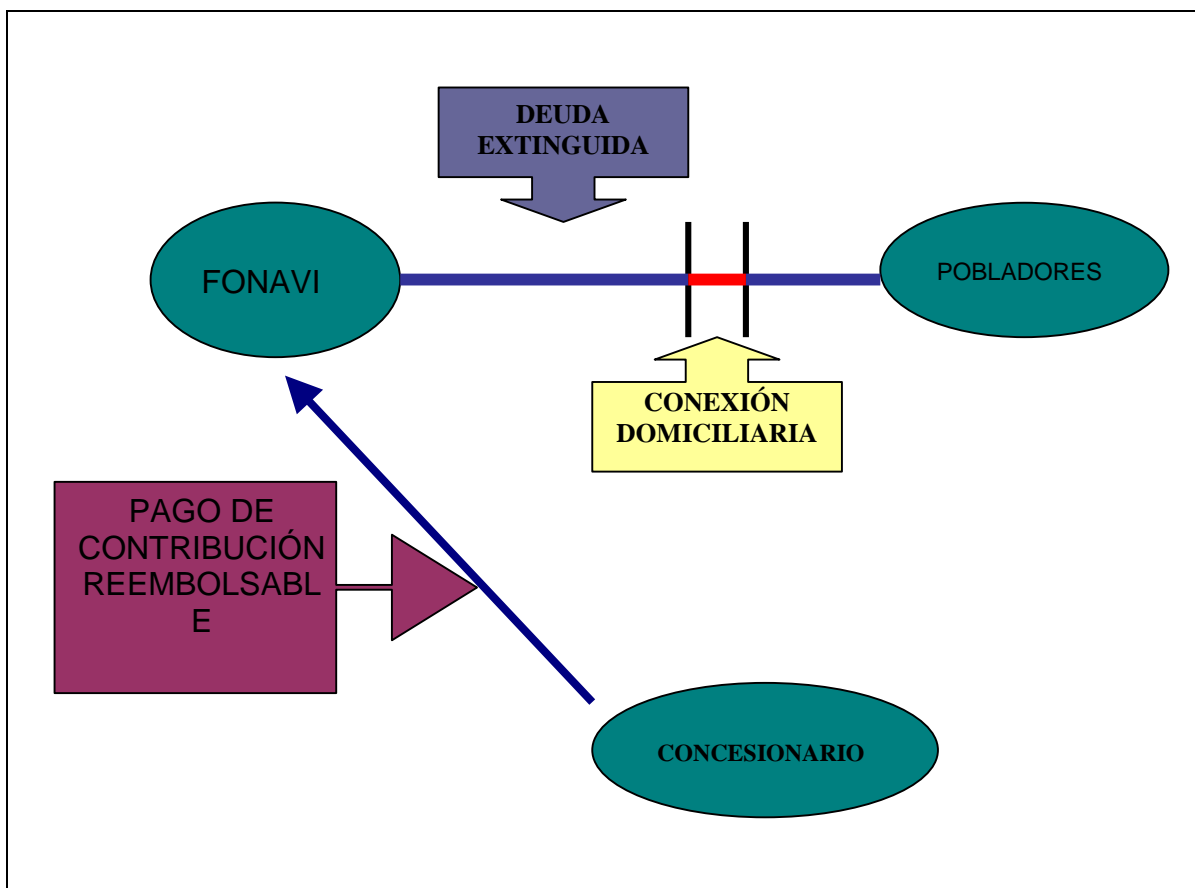 DEUDA
EXTINGUIDA
FONAVI
POBLADORES
CONEXIÓN
DOMICILIARIA
PAGO DE
CONTRIBUCIÓN
REEMBOLSABL
E
CONCESIONARIO